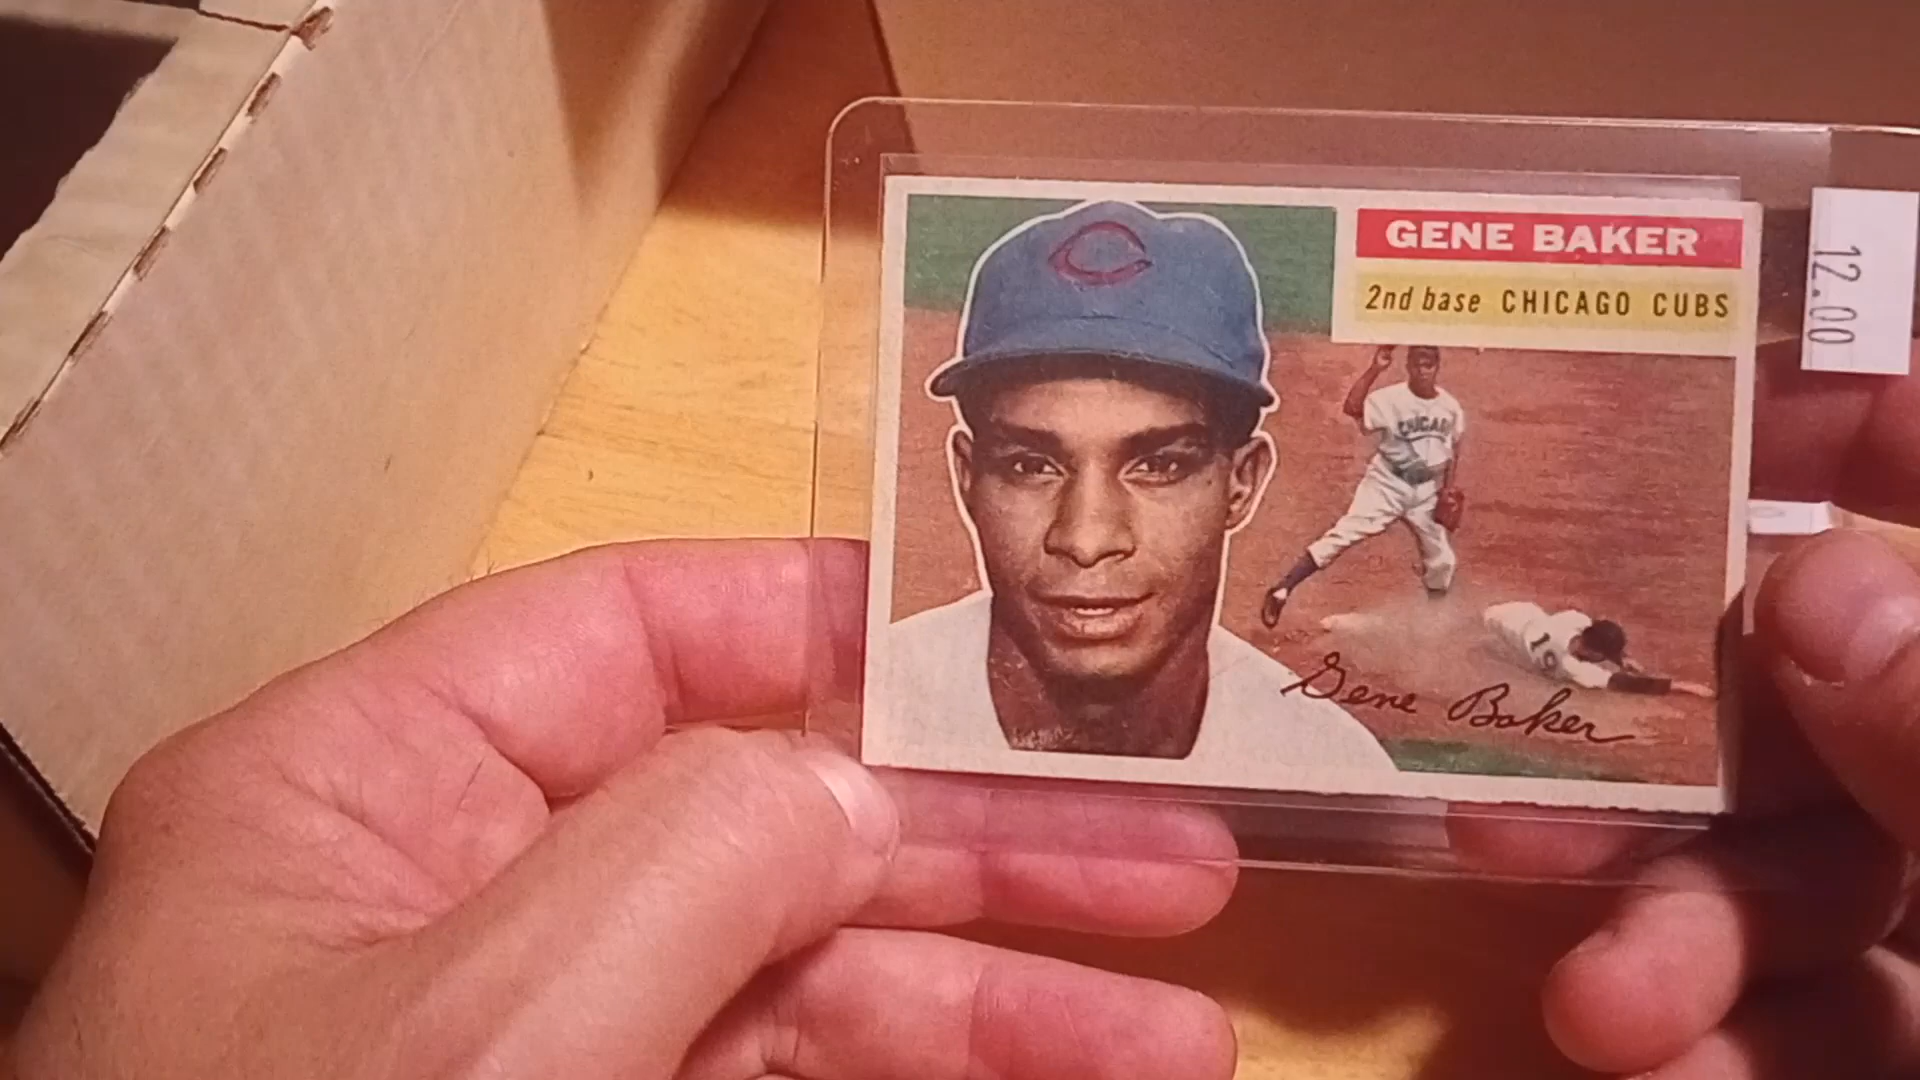 GENE BAKER
2nd base CHICAGO CUBS
12.00
C
CHICAGO
19
Gene Baker